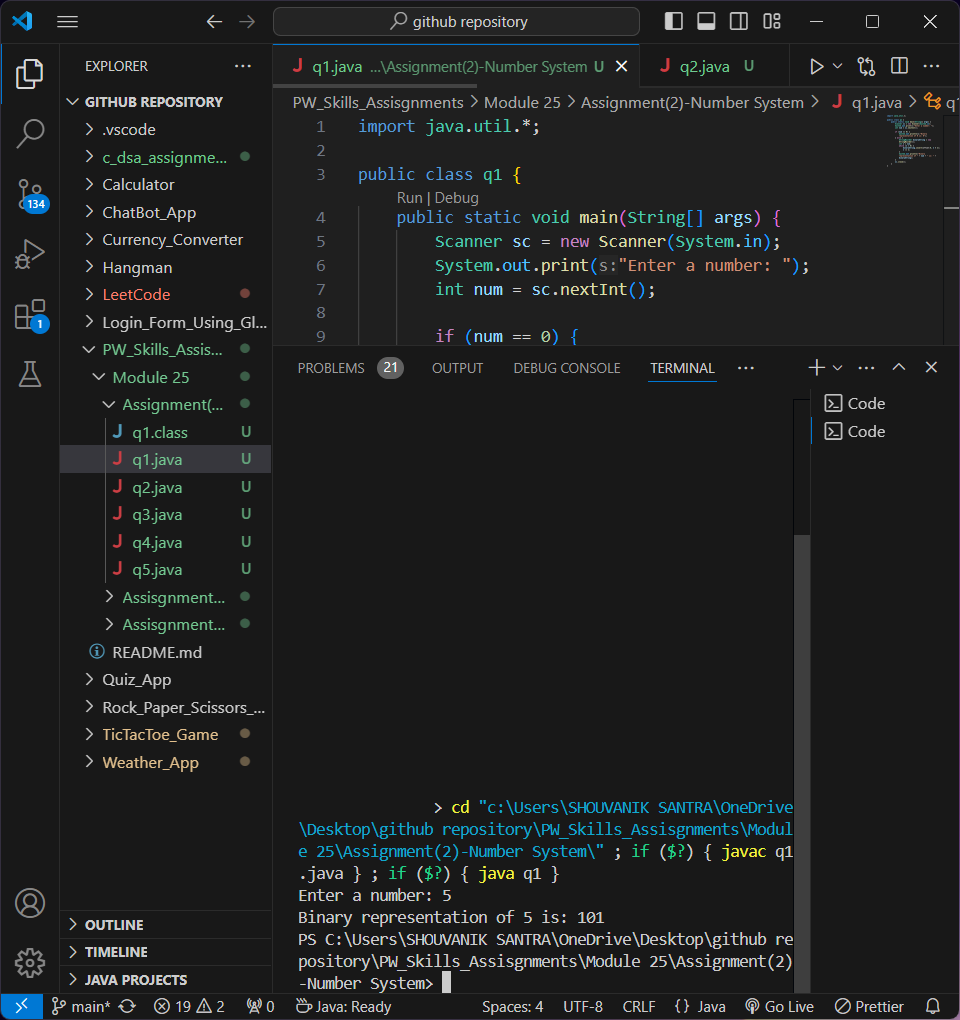 github repository
EXPLORER
GITHUB REPOSITORY
.vscode
c_dsa_assignme...
Calculator
ChatBot_App
Currency_Converter
Hangman
LeetCode
Login_Form_Using_Gl...
PW_Skills_Assis...
Module 25
Assignment(...
q1.class U
q1.java U
q2.java U
q3.java U
q4.java U
q5.java U
Assisgnment...
Assisgnment...
README.md
Quiz_App
Rock_Paper_Scissors_...
TicTacToe_Game
Weather_App
OUTLINE
TIMELINE
JAVA PROJECTS
134
1
q1.java ...\Assignment(2)-Number System U
q2.java U
PW_Skills_Assisgnments > Module 25 > Assignment(2)-Number System > q1.java > q1
1 import java.util.*;
2
3 public class q1 {
Run | Debug
4 public static void main(String[] args) {
5 Scanner sc = new Scanner(System.in);
6 System.out.print(s:"Enter a number: ");
7 int num = sc.nextInt();
8
9 if (num == 0) {
PROBLEMS 21 OUTPUT DEBUG CONSOLE TERMINAL
Code
Code
> cd "c:\Users\SHOUVANIK SANTRA\OneDrive
\Desktop\github repository\PW_Skills_Assisgnments\Modul
e 25\Assignment(2)-Number System\" ; if ($?) { javac q1
.java } ; if ($?) { java q1 }
Enter a number: 5
Binary representation of 5 is: 101
PS C:\Users\SHOUVANIK SANTRA\OneDrive\Desktop\github re
pository\PW_Skills_Assisgnments\Module 25\Assignment(2)
-Number System>
main* 19 2 0 Java: Ready Spaces: 4 UTF-8 CRLF {} Java Go Live Prettier